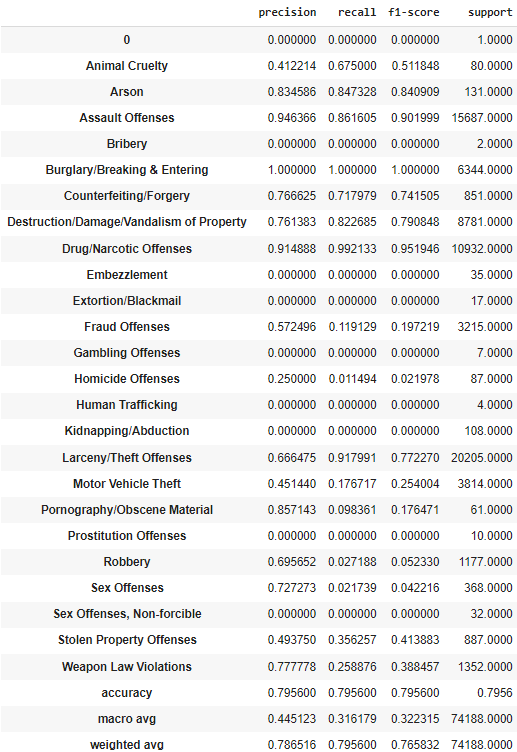 precision recall f1-score support
0 0.000000 0.000000 0.000000 1.0000
Animal Cruelty 0.412214 0.675000 0.511848 80.0000
Arson 0.834586 0.847328 0.840909 131.0000
Assault Offenses 0.946366 0.861605 0.901999 15687.0000
Bribery 0.000000 0.000000 0.000000 2.0000
Burglary/Breaking & Entering 1.000000 1.000000 1.000000 6344.0000
Counterfeiting/Forgery 0.766625 0.717979 0.741505 851.0000
Destruction/Damage/Vandalism of Property 0.761383 0.822685 0.790848 8781.0000
Drug/Narcotic Offenses 0.914888 0.992133 0.951946 10932.0000
Embezzlement 0.000000 0.000000 0.000000 35.0000
Extortion/Blackmail 0.000000 0.000000 0.000000 17.0000
Fraud Offenses 0.572496 0.119129 0.197219 3215.0000
Gambling Offenses 0.000000 0.000000 0.000000 7.0000
Homicide Offenses 0.250000 0.011494 0.021978 87.0000
Human Trafficking 0.000000 0.000000 0.000000 4.0000
Kidnapping/Abduction 0.000000 0.000000 0.000000 108.0000
Larceny/Theft Offenses 0.666475 0.917991 0.772270 20205.0000
Motor Vehicle Theft 0.451440 0.176717 0.254004 3814.0000
Pornography/Obscene Material 0.857143 0.098361 0.176471 61.0000
Prostitution Offenses 0.000000 0.000000 0.000000 10.0000
Robbery 0.695652 0.027188 0.052330 1177.0000
Sex Offenses 0.727273 0.021739 0.042216 368.0000
Sex Offenses, Non-forcible 0.000000 0.000000 0.000000 32.0000
Stolen Property Offenses 0.493750 0.356257 0.413883 887.0000
Weapon Law Violations 0.777778 0.258876 0.388457 1352.0000
accuracy 0.795600 0.795600 0.795600 0.7956
macro avg 0.445123 0.316179 0.322315 74188.0000
weighted avg 0.786516 0.795600 0.765832 74188.0000